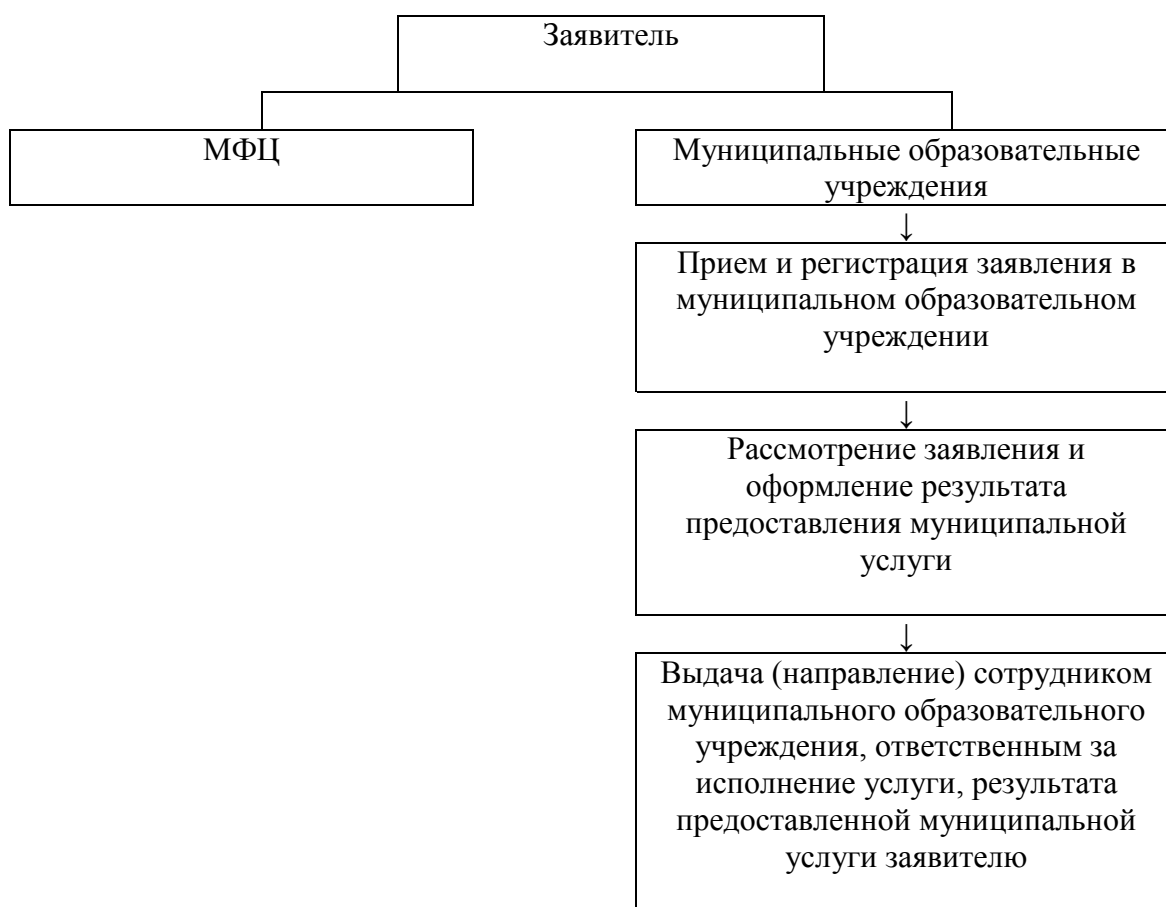 Заявитель
МФЦ
Муниципальные образовательные
учреждения
↓
Прием и регистрация заявления в
муниципальном образовательном
учреждении
↓
Рассмотрение заявления и
оформление результата
предоставления муниципальной
услуги
↓
Выдача (направление) сотрудником
муниципального образовательного
учреждения, ответственным за
исполнение услуги, результата
предоставленной муниципальной
услуги заявителю